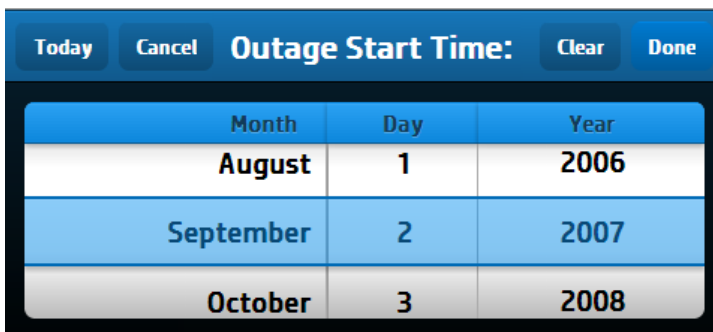 Today Cancel Outage Start Time: Clear Done
Month Day Year
August 1 2006
September 2 2007
October 3 2008